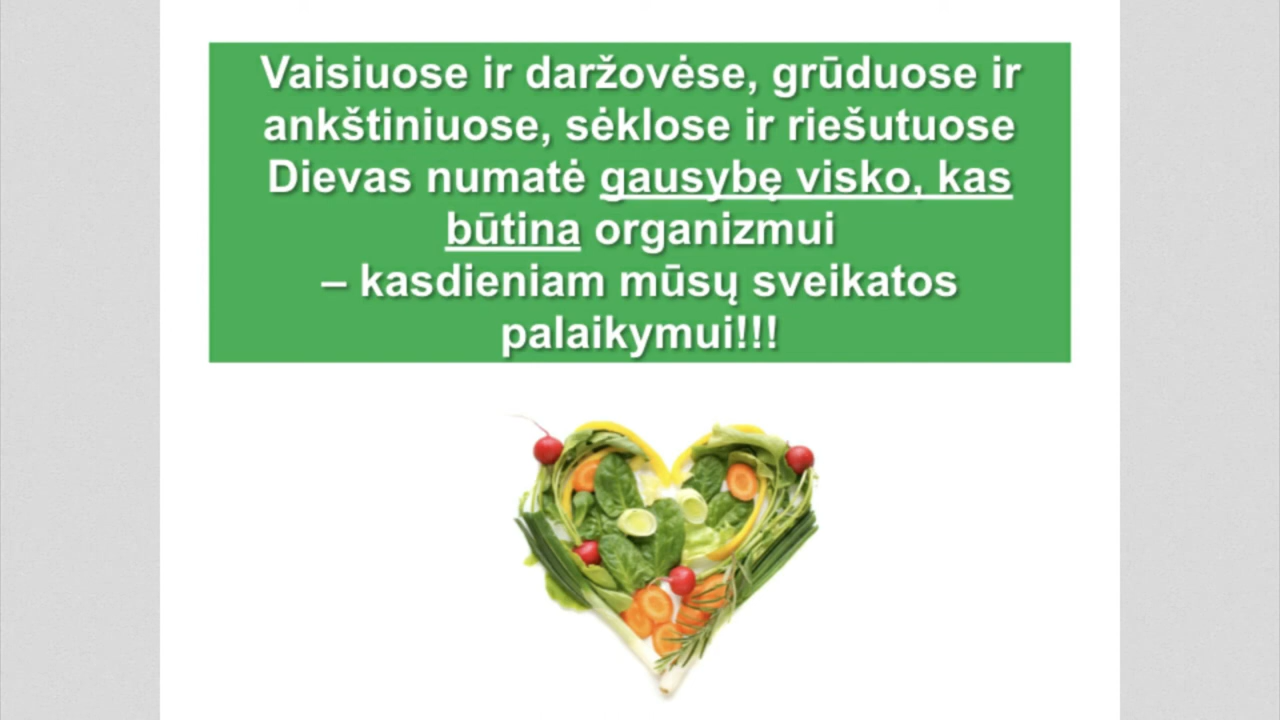 Vaisiuose ir daržovėse, grūduose ir
ankštiniuose, sėklose ir riešutuose
Dievas numatė gausybę visko, kas
būtina organizmui
– kasdieniam mūsų sveikatos
palaikymui!!!